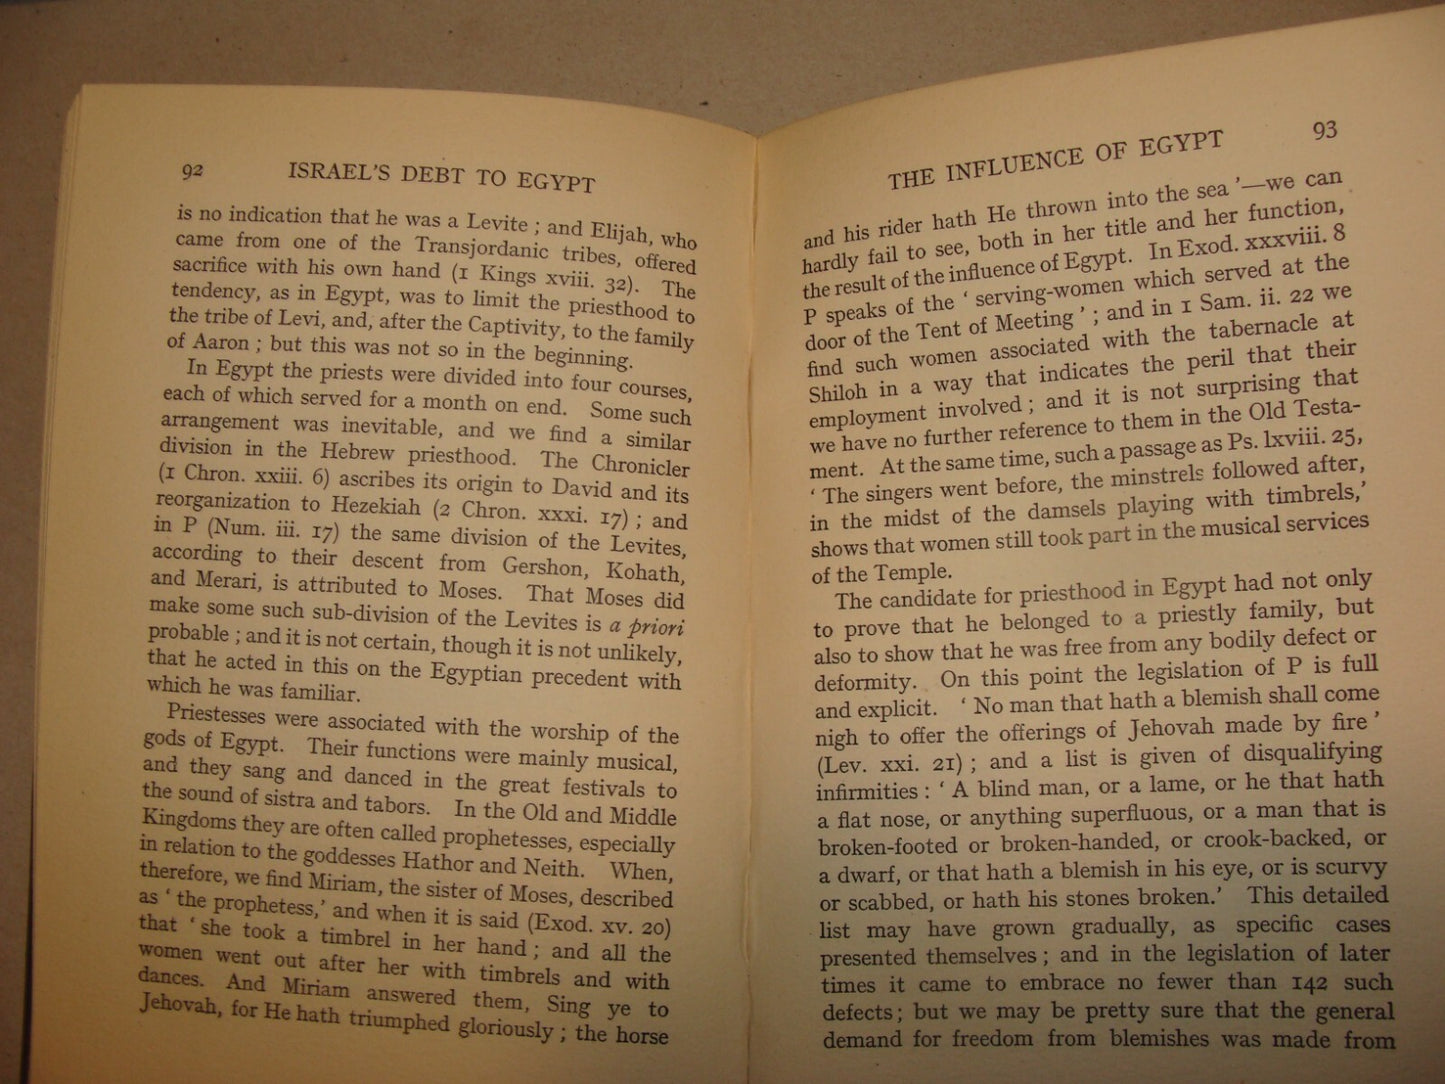 92 ISRAEL'S DEBT TO EGYPT
is no indication that he was a Levite ; and Elijah, who
came from one of the Transjordanic tribes, offered
sacrifice with his own hand (1 Kings xviii. 32). The
tendency, as in Egypt, was to limit the priesthood to
the tribe of Levi, and, after the Captivity, to the family
of Aaron ; but this was not so in the beginning.
In Egypt the priests were divided into four courses,
each of which served for a month on end. Some such
arrangement was inevitable, and we find a similar
division in the Hebrew priesthood. The Chronicler
(1 Chron. xxiii. 6) ascribes its origin to David and its
reorganization to Hezekiah (2 Chron. xxxi. 17) ; and
in P (Num. iii. 17) the same division of the Levites,
according to their descent from Gershon, Kohath,
and Merari, is attributed to Moses. That Moses did
make some such sub-division of the Levites is a priori
probable ; and it is not certain, though it is not unlikely,
that he acted in this on the Egyptian precedent with
which he was familiar.
Priestesses were associated with the worship of the
gods of Egypt. Their functions were mainly musical,
and they sang and danced in the great festivals to
the sound of sistra and tabors. In the Old and Middle
Kingdoms they are often called prophetesses, especially
in relation to the goddesses Hathor and Neith. When,
therefore, we find Miriam, the sister of Moses, described
as ' the prophetess,' and when it is said (Exod. xv. 20)
that ' she took a timbrel in her hand ; and all the
women went out after her with timbrels and with
dances. And Miriam answered them, Sing ye to
Jehovah, for He hath triumphed gloriously ; the horse
THE INFLUENCE OF EGYPT 93
and his rider hath He thrown into the sea '—we can
hardly fail to see, both in her title and her function,
the result of the influence of Egypt. In Exod. xxxviii. 8
P speaks of the ' serving-women which served at the
door of the Tent of Meeting ' ; and in 1 Sam. ii. 22 we
find such women associated with the tabernacle at
Shiloh in a way that indicates the peril that their
employment involved ; and it is not surprising that
we have no further reference to them in the Old Testa-
ment. At the same time, such a passage as Ps. lxviii. 25,
' The singers went before, the minstrels followed after,
in the midst of the damsels playing with timbrels,'
shows that women still took part in the musical services
of the Temple.
The candidate for priesthood in Egypt had not only
to prove that he belonged to a priestly family, but
also to show that he was free from any bodily defect or
deformity. On this point the legislation of P is full
and explicit. ' No man that hath a blemish shall come
nigh to offer the offerings of Jehovah made by fire '
(Lev. xxi. 21) ; and a list is given of disqualifying
infirmities : ' A blind man, or a lame, or he that hath
a flat nose, or anything superfluous, or a man that is
broken-footed or broken-handed, or crook-backed, or
a dwarf, or that hath a blemish in his eye, or is scurvy
or scabbed, or hath his stones broken.' This detailed
list may have grown gradually, as specific cases
presented themselves ; and in the legislation of later
times it came to embrace no fewer than 142 such
defects ; but we may be pretty sure that the general
demand for freedom from blemishes was made from